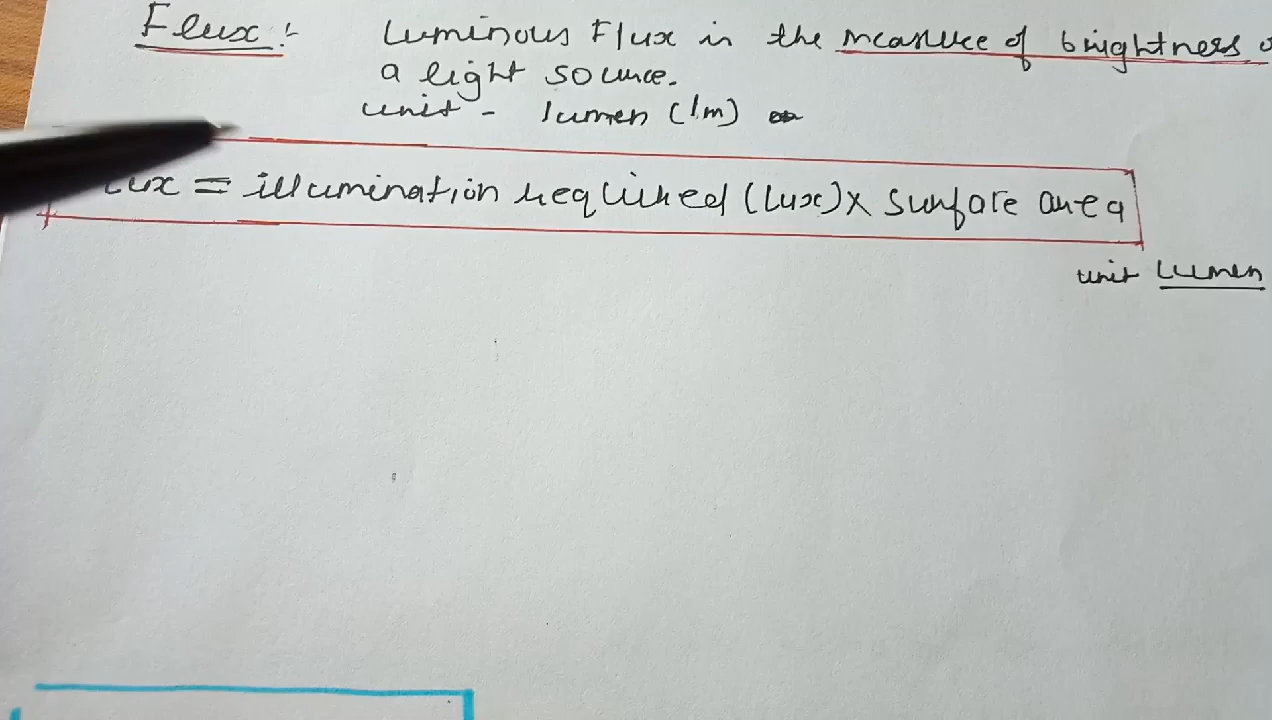 Flux :- Luminous Flux is the measure of brightness
a light source.
unit - lumen (lm)
lux = illumination required (lux) x surface area
unit Lumen